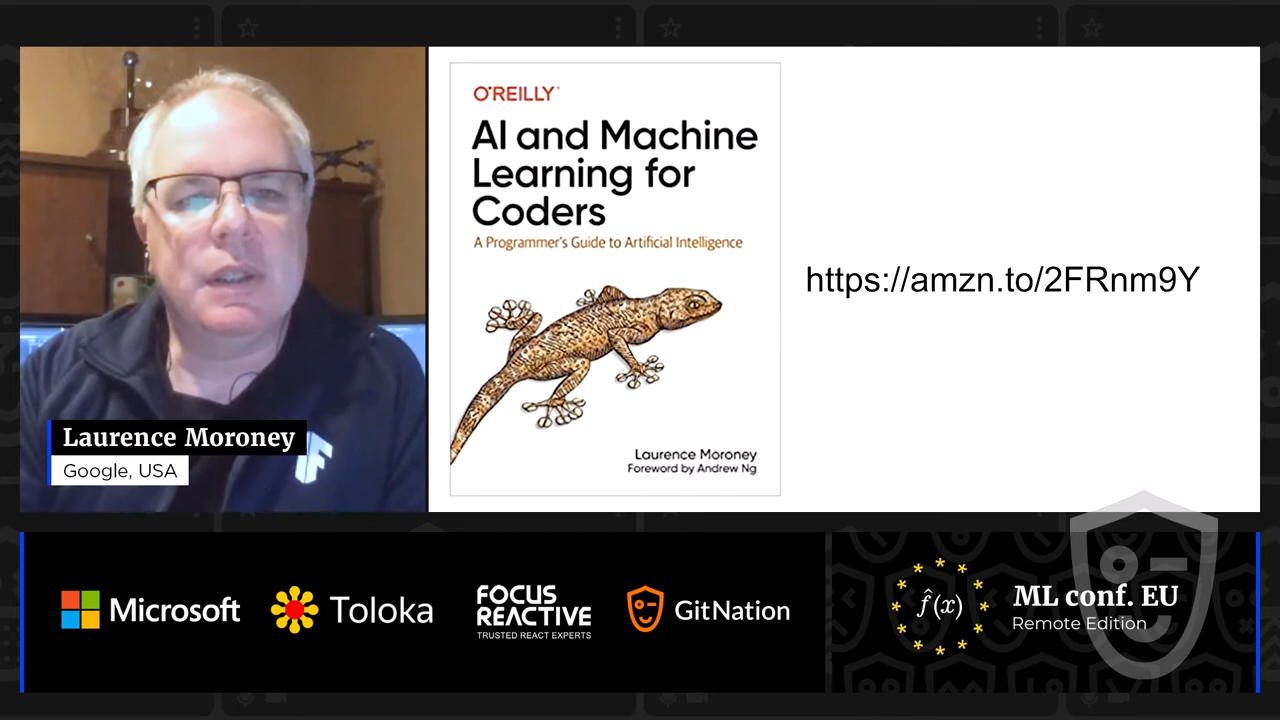 O'REILLY
AI and Machine
Learning for
Coders
A Programmer's Guide to Artificial Intelligence
Laurence Moroney
Foreword by Andrew Ng
https://amzn.to/2FRnm9Y
Laurence Moroney
Google, USA
Microsoft
Toloka
FOCUS
REACTIVE
TRUSTED REACT EXPERTS
GitNation
f̂(x)
ML conf. EU
Remote Edition